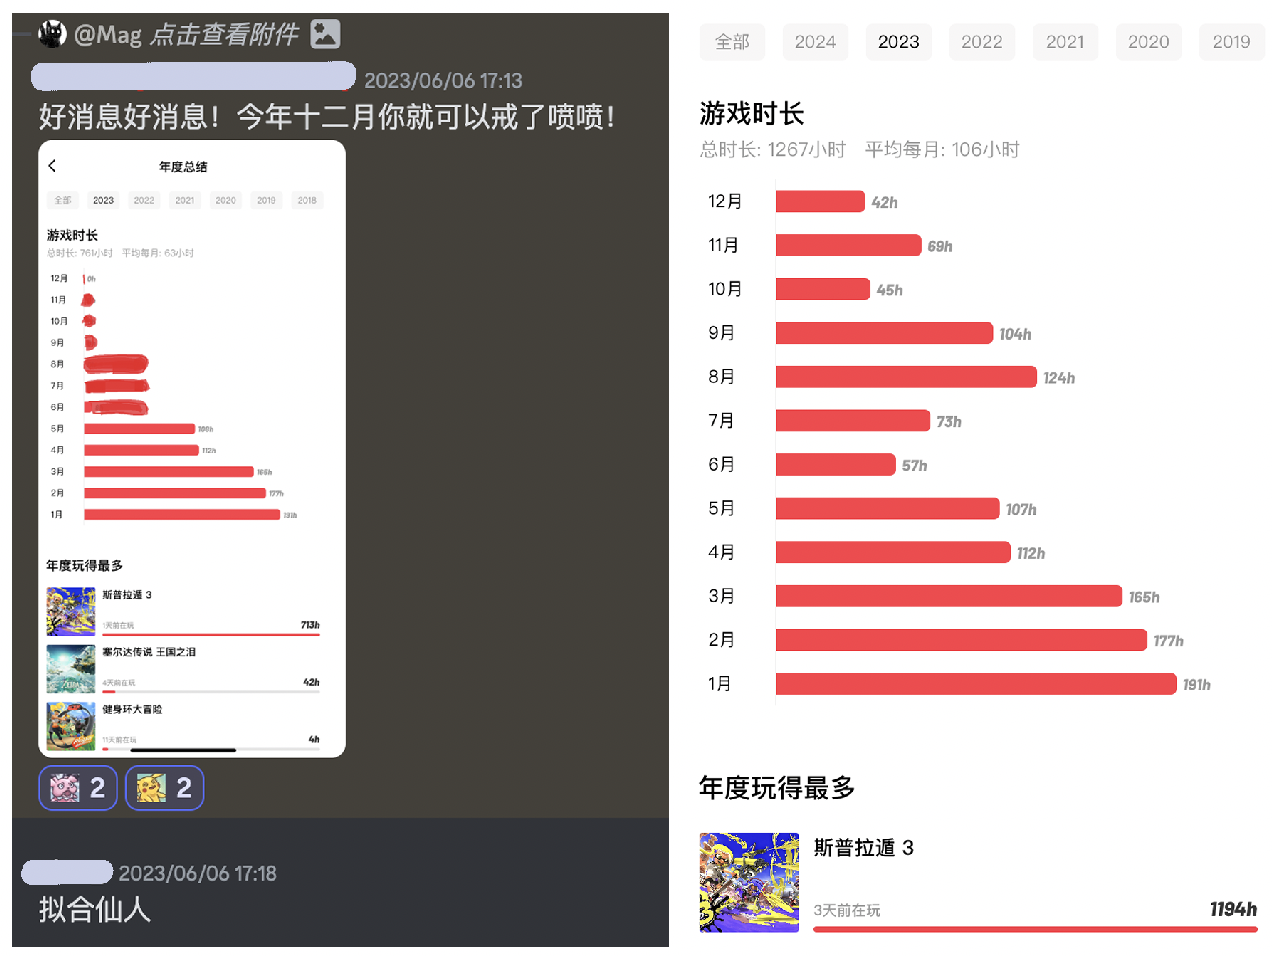 @Mag 点击查看附件
2023/06/06 17:13
好消息好消息！今年十二月你就可以戒了喷喷！
年度总结
全部 2023 2022 2021 2020 2019 2018
游戏时长
总时长: 761小时 平均每月: 63小时
12月 0h
11月
10月
9月
8月
7月
6月
5月
4月 112h
3月 165h
2月 177h
1月 191h
年度玩得最多
斯普拉遁 3
1天前在玩 713h
塞尔达传说 王国之泪
4天前在玩 42h
健身环大冒险
11天前在玩 4h
2 2
2023/06/06 17:18
拟合仙人
全部 2024 2023 2022 2021 2020 2019
游戏时长
总时长: 1267小时 平均每月: 106小时
12月 42h
11月 69h
10月 45h
9月 104h
8月 124h
7月 73h
6月 57h
5月 107h
4月 112h
3月 165h
2月 177h
1月 191h
年度玩得最多
斯普拉遁 3
3天前在玩 1194h